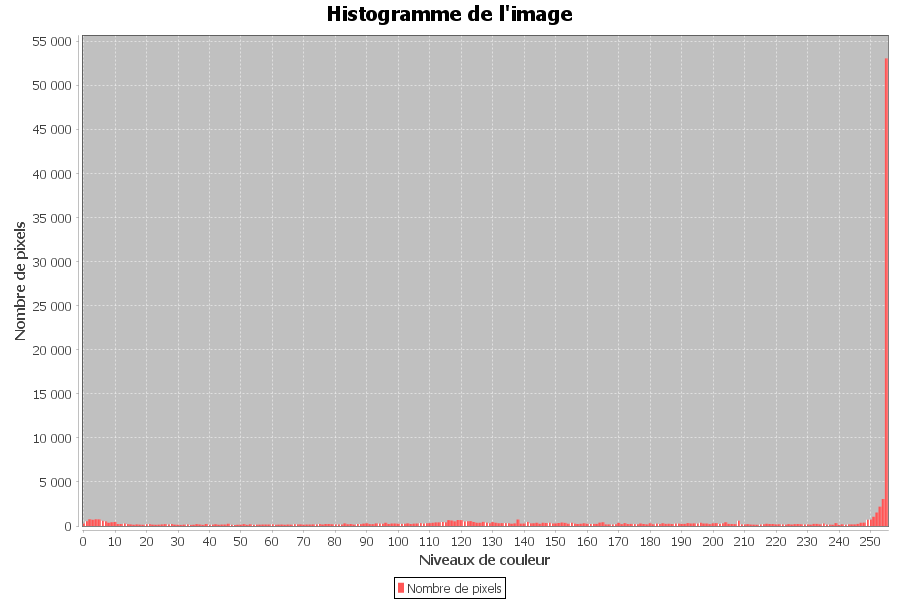 Histogramme de l'image
55 000
50 000
45 000
40 000
35 000
30 000
25 000
20 000
15 000
10 000
5 000
0
Nombre de pixels
0 10 20 30 40 50 60 70 80 90 100 110 120 130 140 150 160 170 180 190 200 210 220 230 240 250
Niveaux de couleur
Nombre de pixels